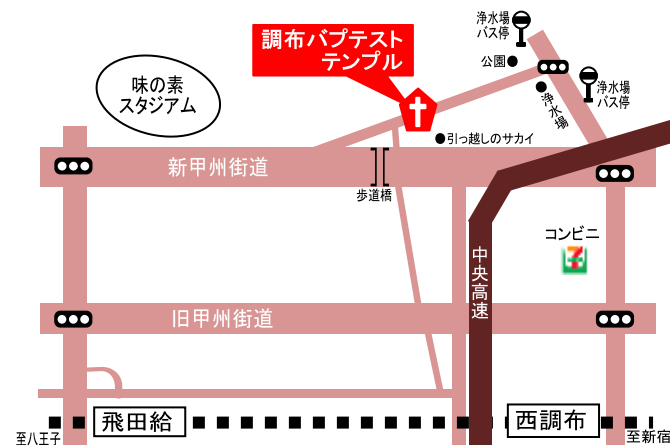 浄水場
バス停
調布バプテスト
テンプル
公園
味の素
スタジアム
浄水場
バス停
浄水場
引っ越しのサカイ
新甲州街道
歩道橋
コンビニ
7
中央高速
旧甲州街道
飛田給
西調布
至八王子
至新宿